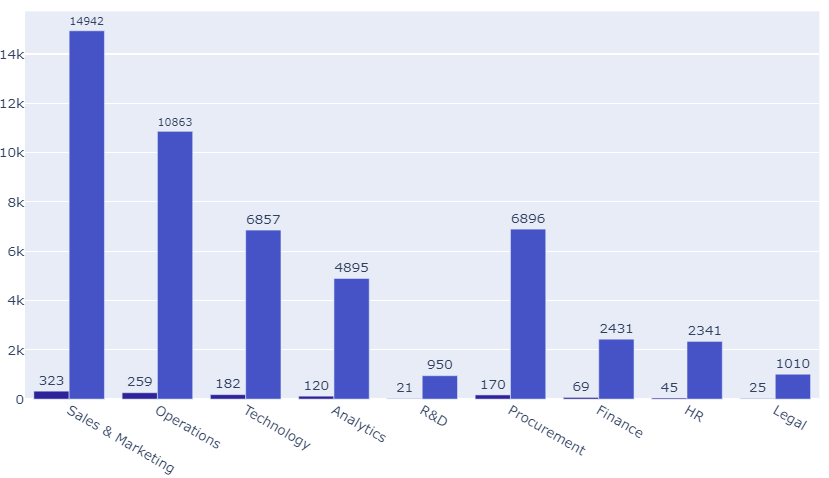 14942
14k
12k
10863
10k
8k
6857
6896
6k
4895
4k
2431
2341
2k
950
1010
323
259
182
120
21
170
69
45
25
0
Sales & Marketing
Operations
Technology
Analytics
R&D
Procurement
Finance
HR
Legal